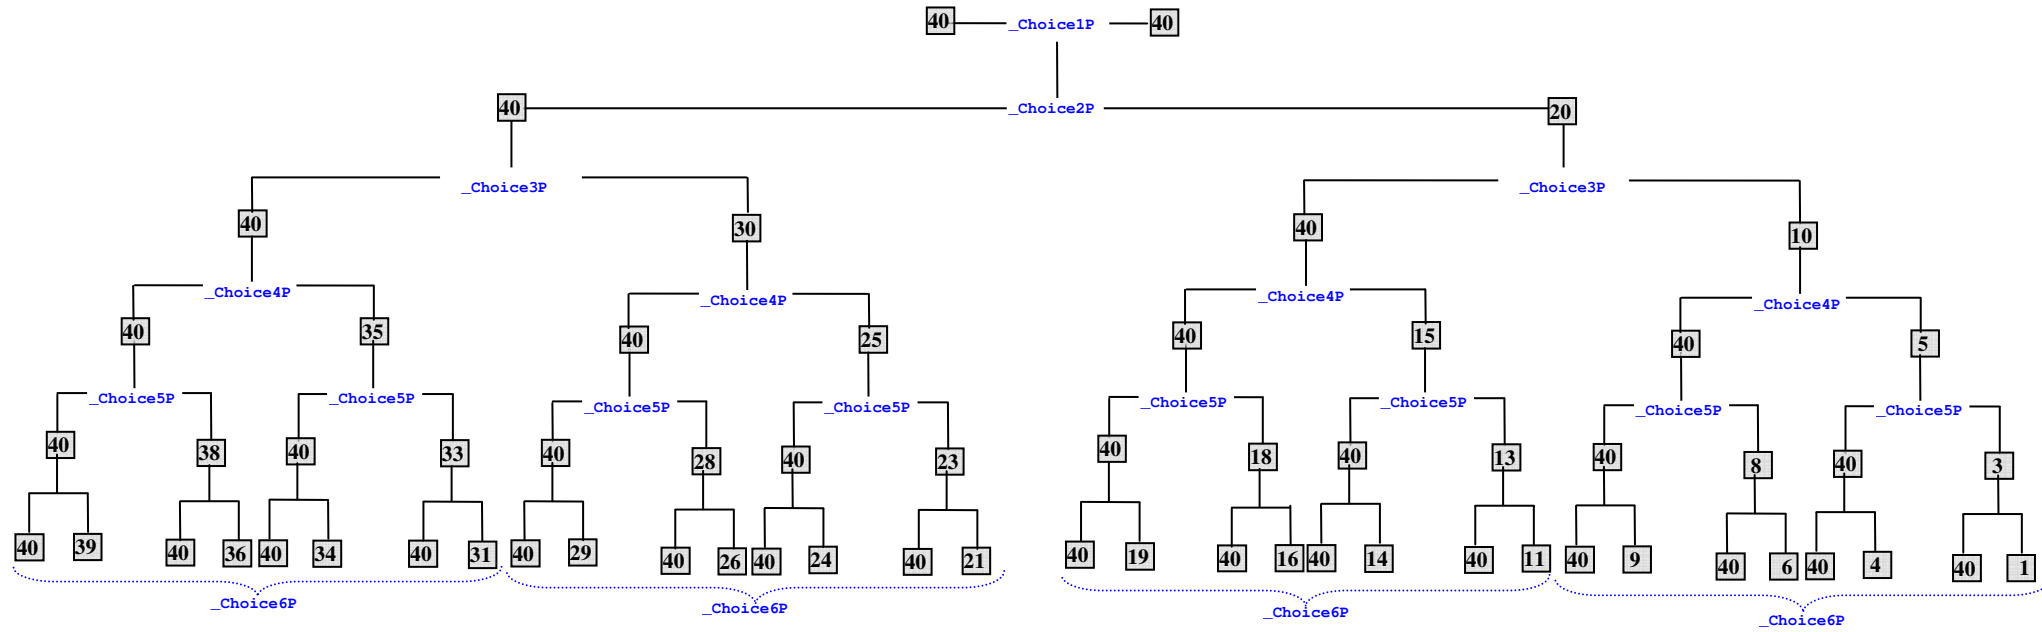 40 _Choice1P 40
40 _Choice2P 20
_Choice3P _Choice3P
40 30 40 10
_Choice4P _Choice4P _Choice4P _Choice4P
40 35 40 25 40 15 40 5
_Choice5P _Choice5P _Choice5P _Choice5P _Choice5P _Choice5P _Choice5P _Choice5P
40 38 40 33 40 28 40 23 40 18 40 13 40 8 40 3
40 39 40 36 40 34 40 31 40 29 40 26 40 24 40 21 40 19 40 16 40 14 40 11 40 9 40 6 40 4 40 1
_Choice6P _Choice6P _Choice6P _Choice6P